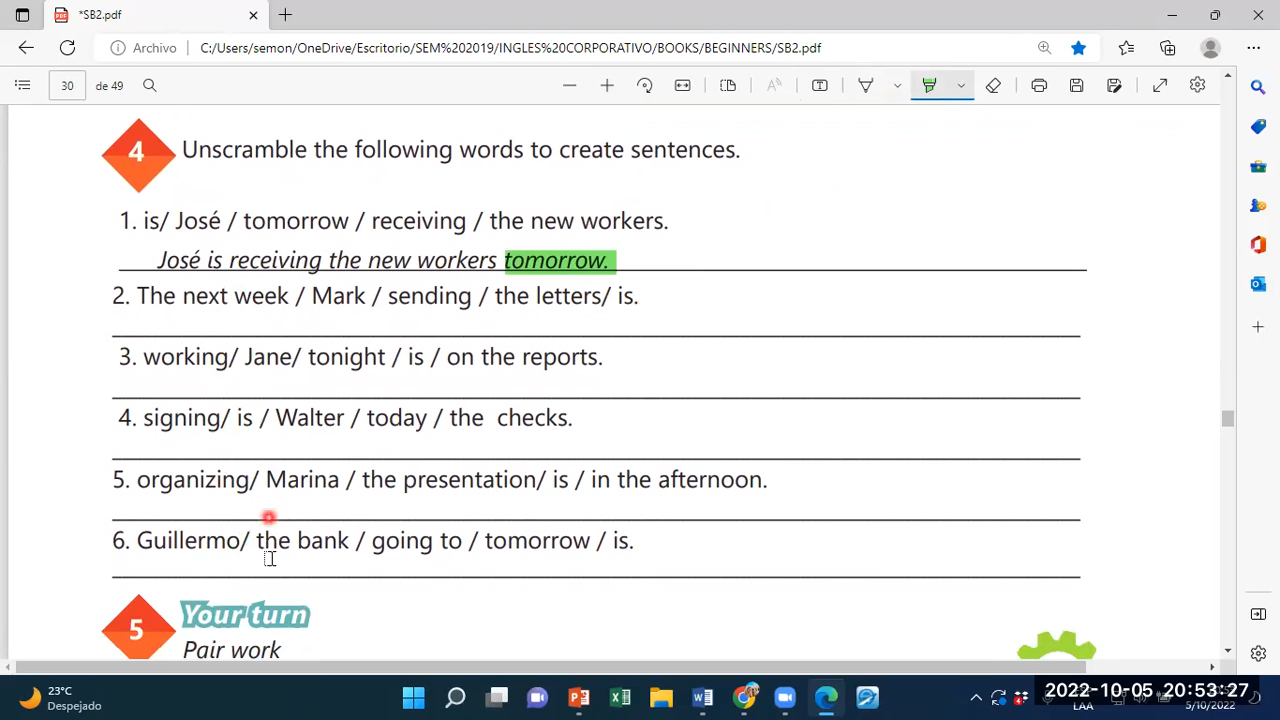 *SB2.pdf
Archivo
C:/Users/semon/OneDrive/Escritorio/SEM%202019/INGLES%20CORPORATIVO/BOOKS/BEGINNERS/SB2.pdf
30 de 49
4 Unscramble the following words to create sentences.
1. is/ José / tomorrow / receiving / the new workers.
José is receiving the new workers tomorrow.
2. The next week / Mark / sending / the letters/ is.
3. working/ Jane/ tonight / is / on the reports.
4. signing/ is / Walter / today / the checks.
5. organizing/ Marina / the presentation/ is / in the afternoon.
6. Guillermo/ the bank / going to / tomorrow / is.
5 Your turn
Pair work
23°C
Despejado
2022-10-05 20:53:27
LAA
5/10/2022